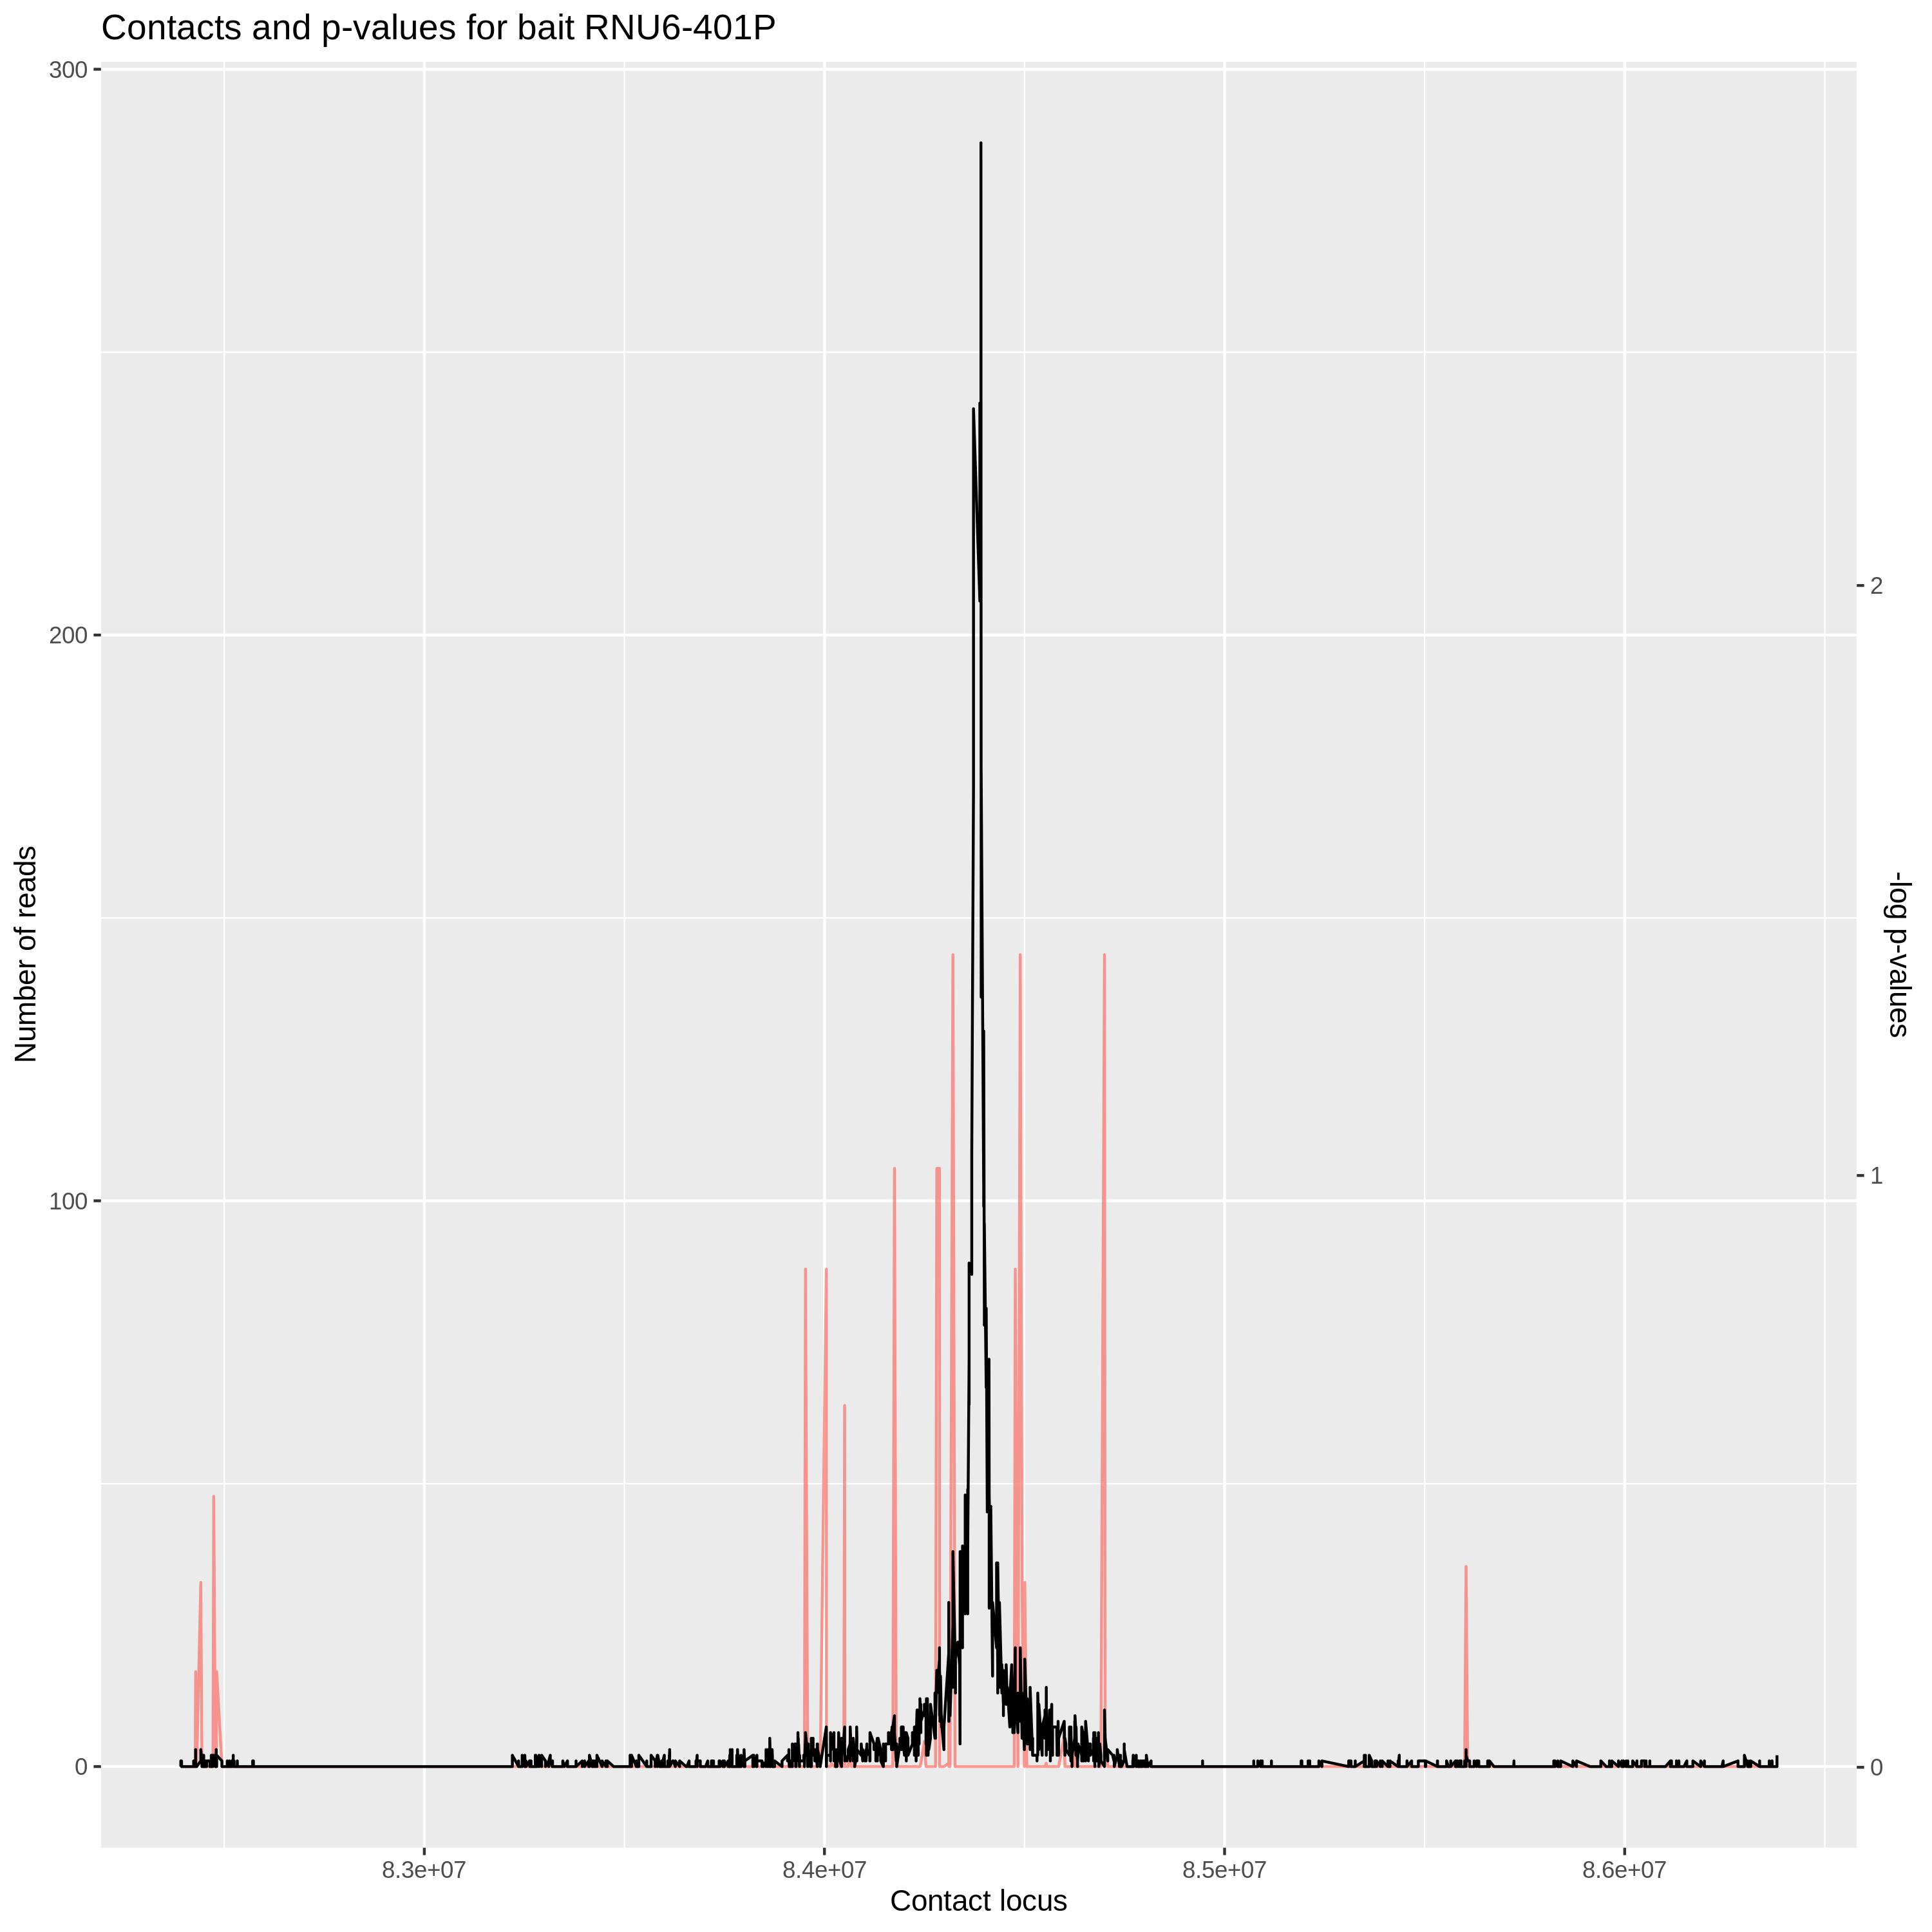 Contacts and p-values for bait RNU6-401P
300
200
100
0
Number of reads
2
1
0
-log p-values
8.3e+07
8.4e+07
8.5e+07
8.6e+07
Contact locus